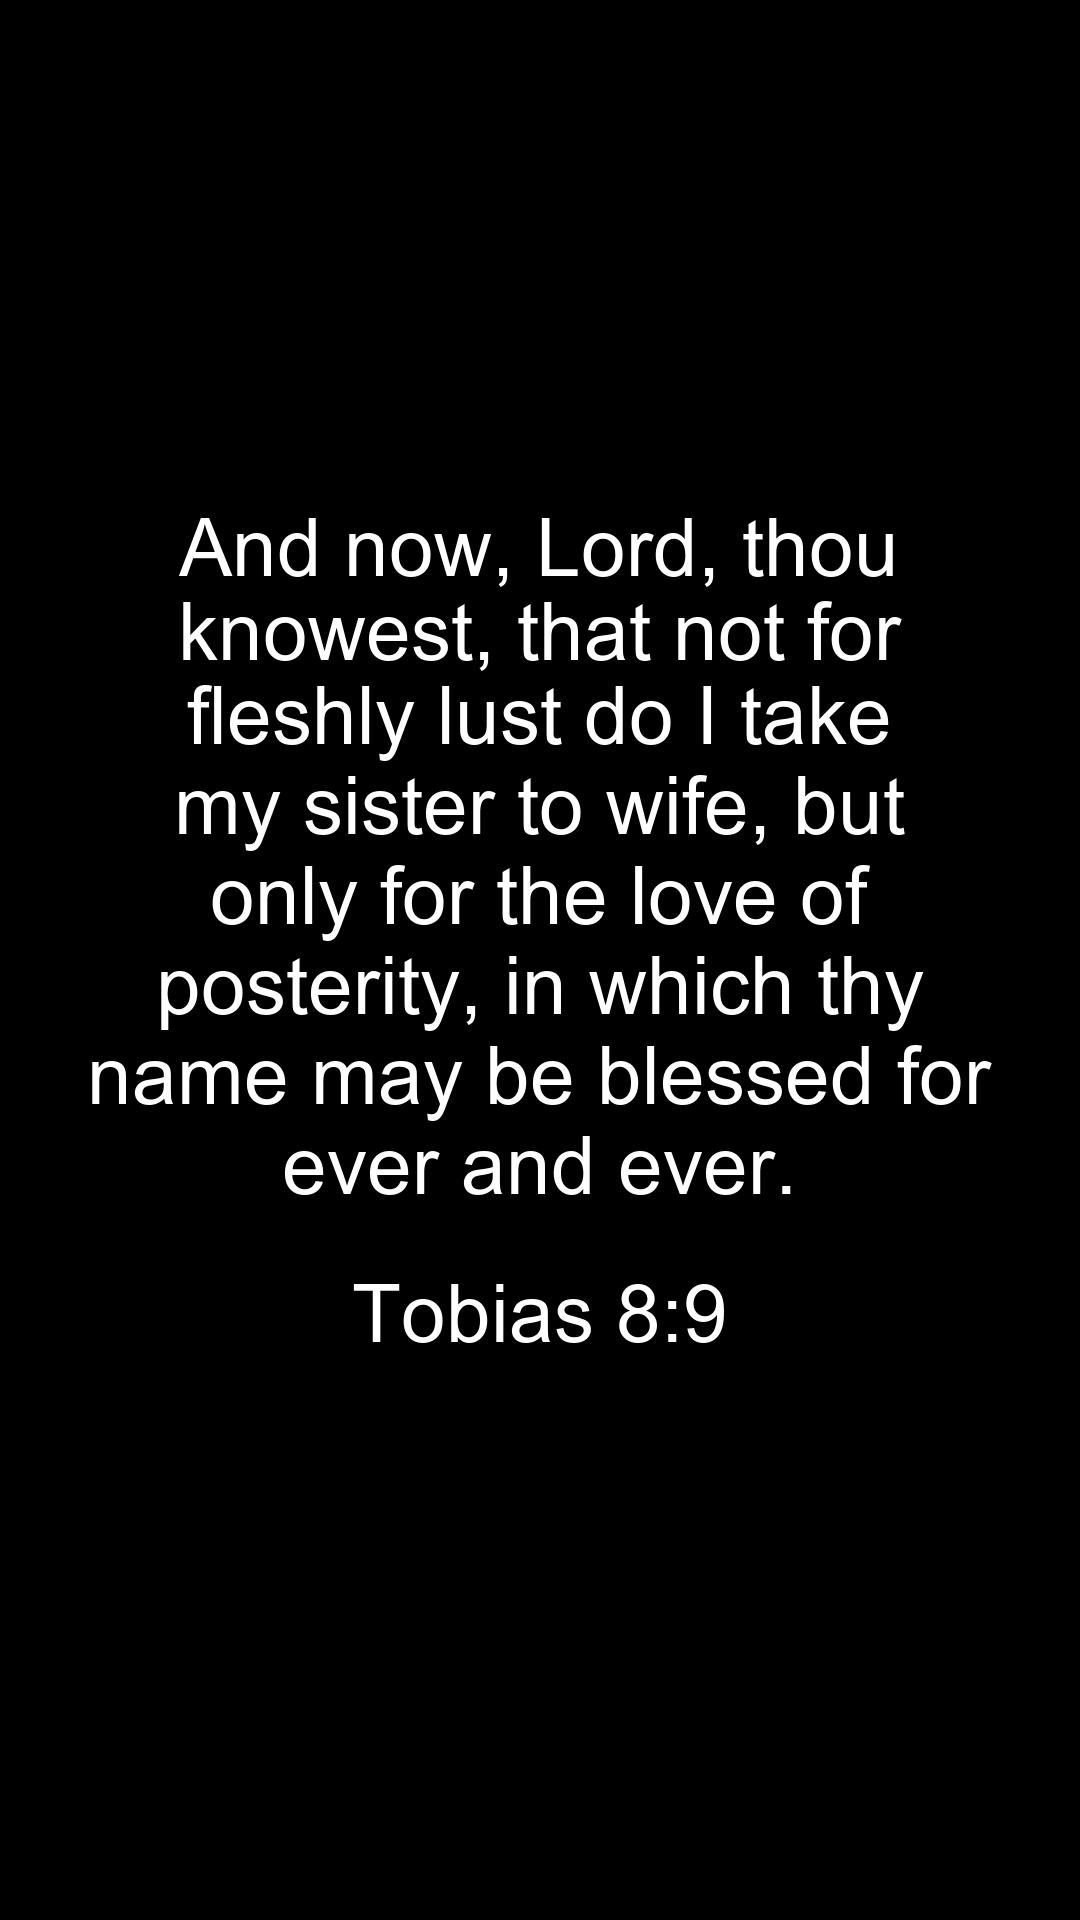 And now, Lord, thou
knowest, that not for
fleshly lust do I take
my sister to wife, but
only for the love of
posterity, in which thy
name may be blessed for
ever and ever.
Tobias 8:9